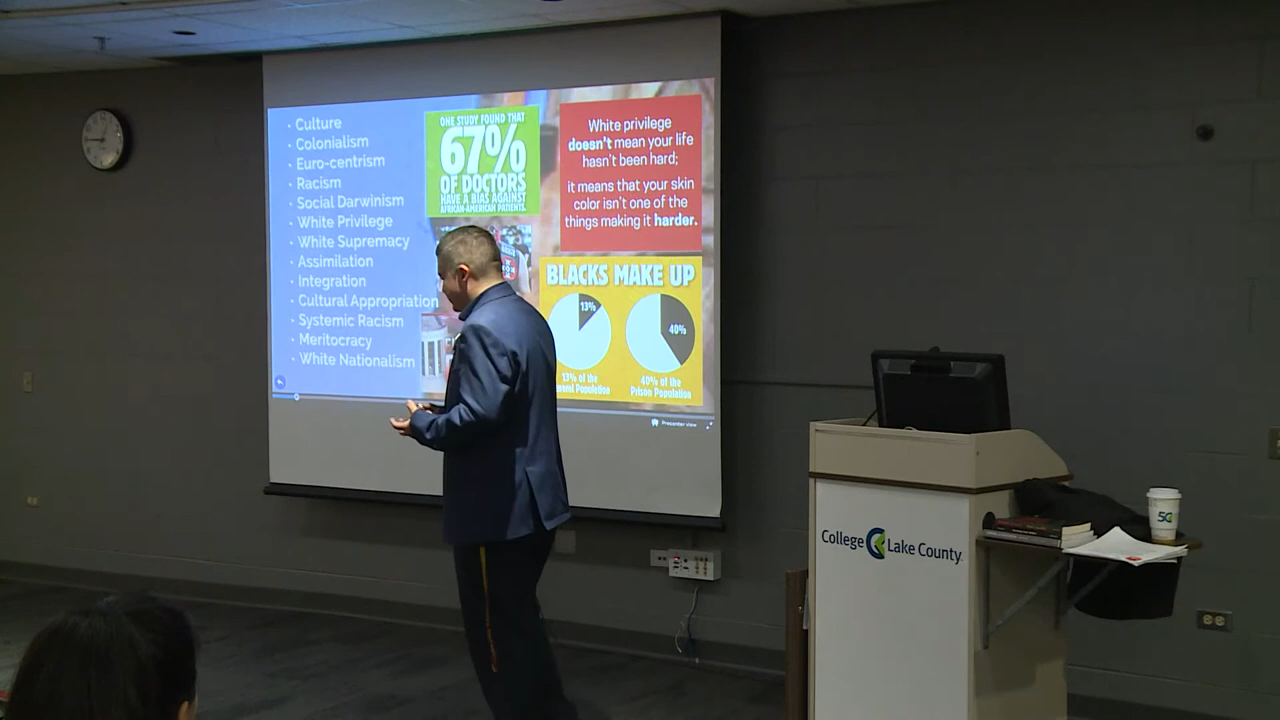 Culture
Colonialism
Euro-centrism
Racism
Social Darwinism
White Privilege
White Supremacy
Assimilation
Integration
Cultural Appropriation
Systemic Racism
Meritocracy
White Nationalism
ONE STUDY FOUND THAT
67%
OF DOCTORS
HAVE A BIAS AGAINST
AFRICAN-AMERICAN PATIENTS.
White privilege
doesn't mean your life
hasn't been hard;
it means that your skin
color isn't one of the
things making it harder.
BLACKS MAKE UP
13%
40%
13% of the
Population
40% of the
Prison Population
Presenter view
College Lake County
50